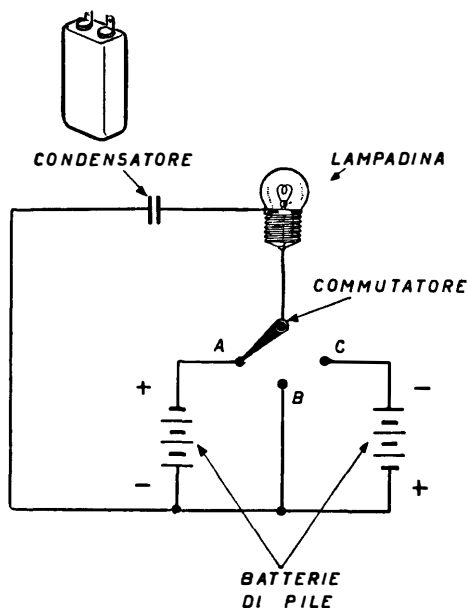 CONDENSATORE
LAMPADINA
COMMUTATORE
A
C
B
+
-
-
+
BATTERIE
DI PILE